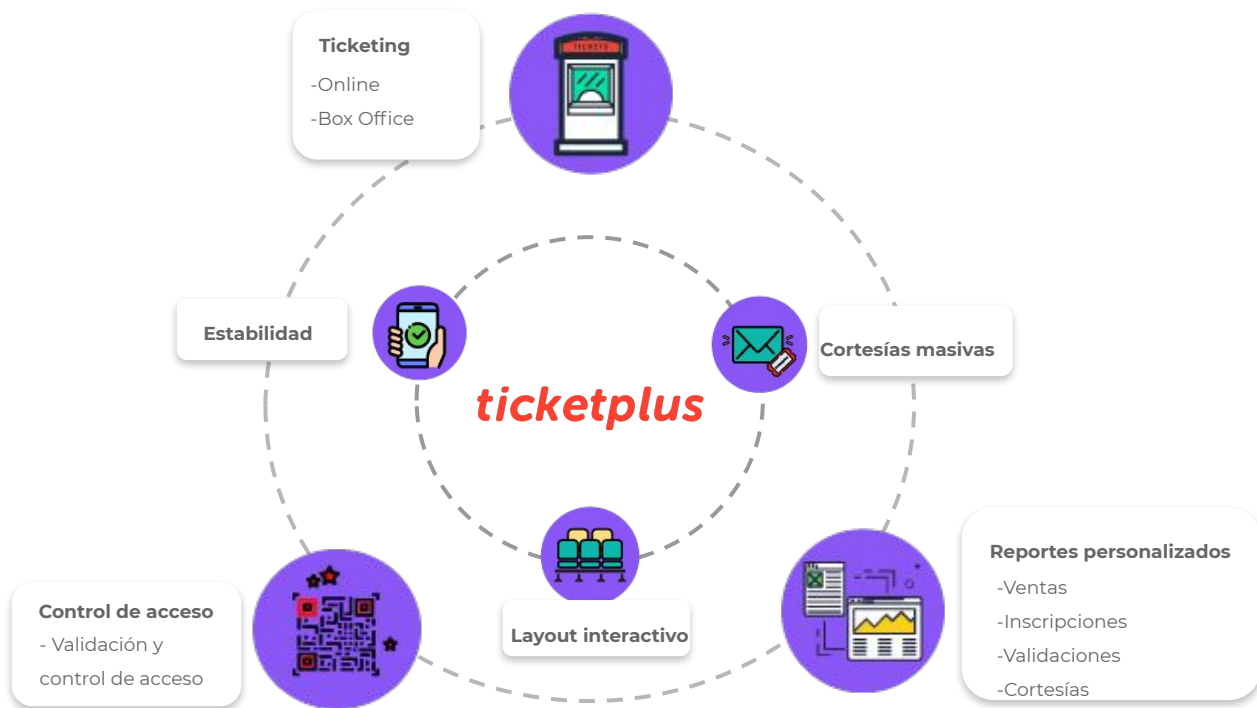 Ticketing
-Online
-Box Office
TICKETS
Estabilidad
Cortesías masivas
ticketplus
Layout interactivo
Control de acceso
- Validación y
control de acceso
Reportes personalizados
-Ventas
-Inscripciones
-Validaciones
-Cortesías